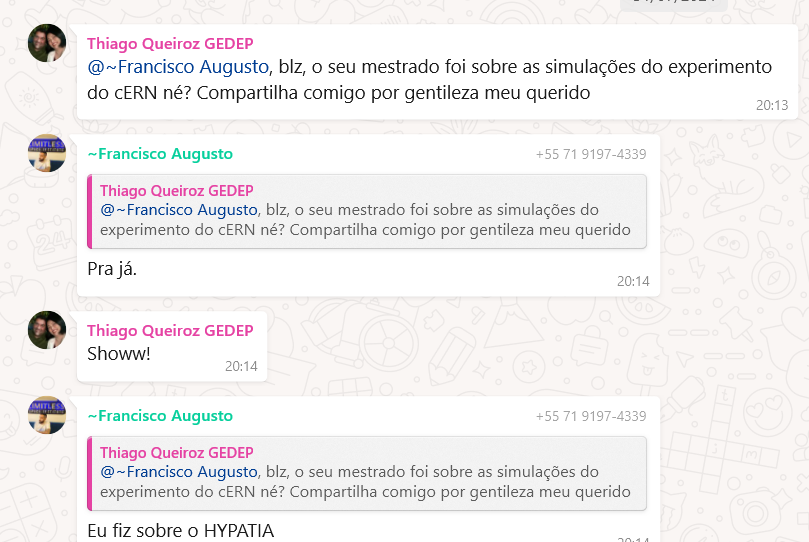 Thiago Queiroz GEDEP
@~Francisco Augusto, blz, o seu mestrado foi sobre as simulações do experimento
do cERN né? Compartilha comigo por gentileza meu querido
20:13
~Francisco Augusto +55 71 9197-4339
Thiago Queiroz GEDEP
@~Francisco Augusto, blz, o seu mestrado foi sobre as simulações do
experimento do cERN né? Compartilha comigo por gentileza meu querido
Pra já.
20:14
Thiago Queiroz GEDEP
Showw!
20:14
~Francisco Augusto +55 71 9197-4339
Thiago Queiroz GEDEP
@~Francisco Augusto, blz, o seu mestrado foi sobre as simulações do
experimento do cERN né? Compartilha comigo por gentileza meu querido
Eu fiz sobre o HYPATIA
20:14